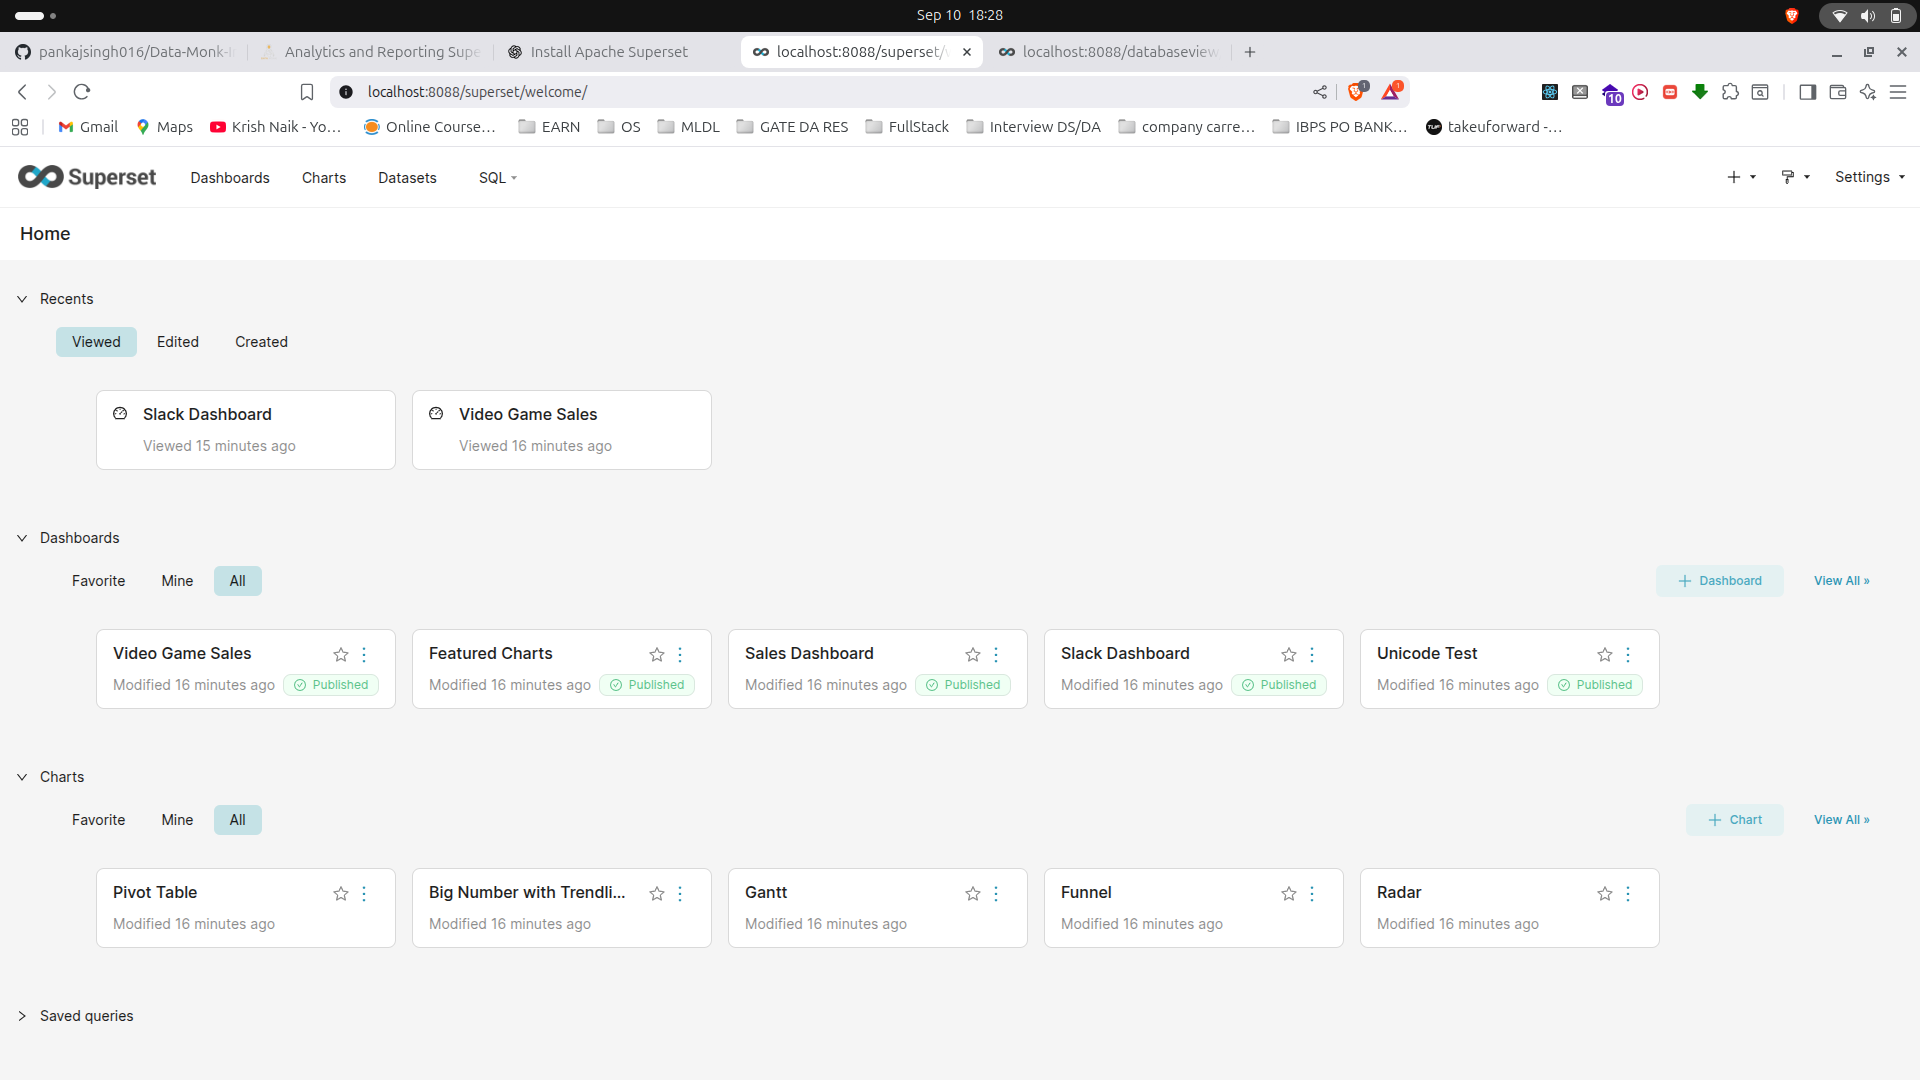 Sep 10 18:28
pankajsingh016/Data-Monk-I
Analytics and Reporting Supe
Install Apache Superset
localhost:8088/superset/
localhost:8088/databaseview
localhost:8088/superset/welcome/
1
1
10
Gmail
Maps
Krish Naik - Yo...
Online Course...
EARN
OS
MLDL
GATE DA RES
FullStack
Interview DS/DA
company carre...
IBPS PO BANK...
takeuforward -...
Superset
Dashboards
Charts
Datasets
SQL
Settings
Home
Recents
Viewed
Edited
Created
Slack Dashboard
Viewed 15 minutes ago
Video Game Sales
Viewed 16 minutes ago
Dashboards
Favorite
Mine
All
+ Dashboard
View All »
Video Game Sales
Modified 16 minutes ago
Published
Featured Charts
Modified 16 minutes ago
Published
Sales Dashboard
Modified 16 minutes ago
Published
Slack Dashboard
Modified 16 minutes ago
Published
Unicode Test
Modified 16 minutes ago
Published
Charts
Favorite
Mine
All
+ Chart
View All »
Pivot Table
Modified 16 minutes ago
Big Number with Trendli...
Modified 16 minutes ago
Gantt
Modified 16 minutes ago
Funnel
Modified 16 minutes ago
Radar
Modified 16 minutes ago
Saved queries